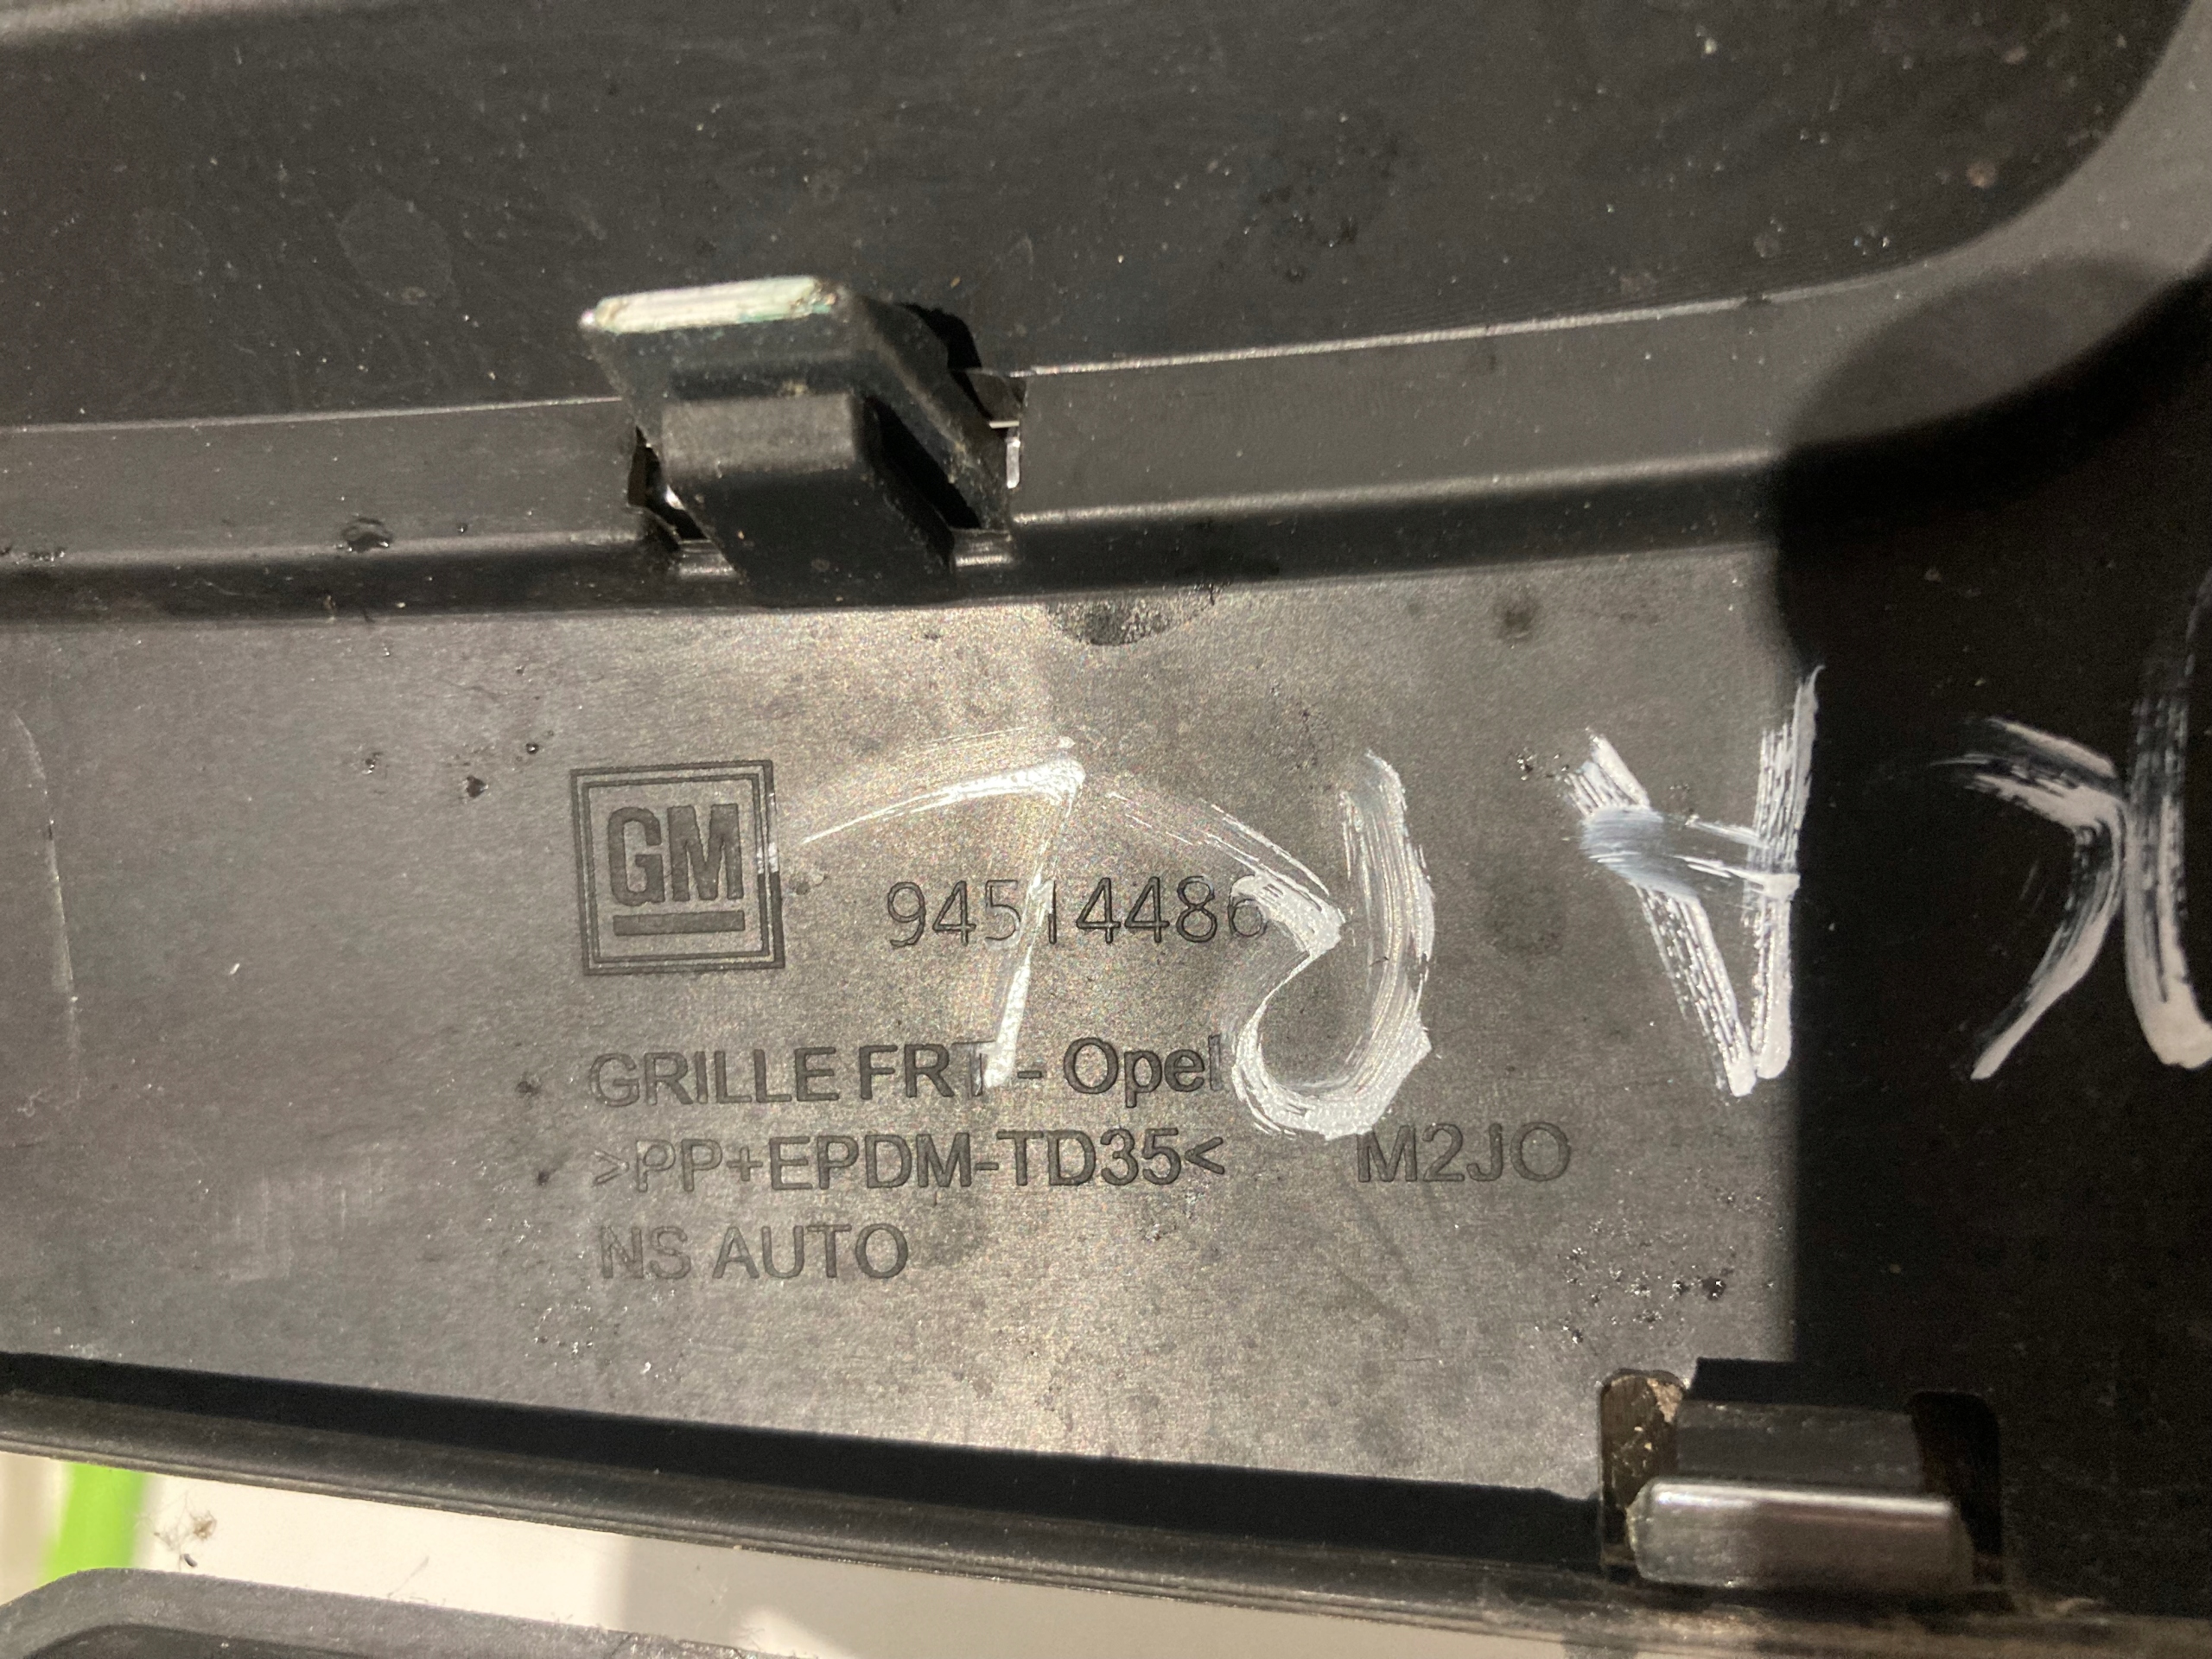 GM 94514486
GRILLE FRT - Opel
>PP+EPDM-TD35< M2JO
NS AUTO